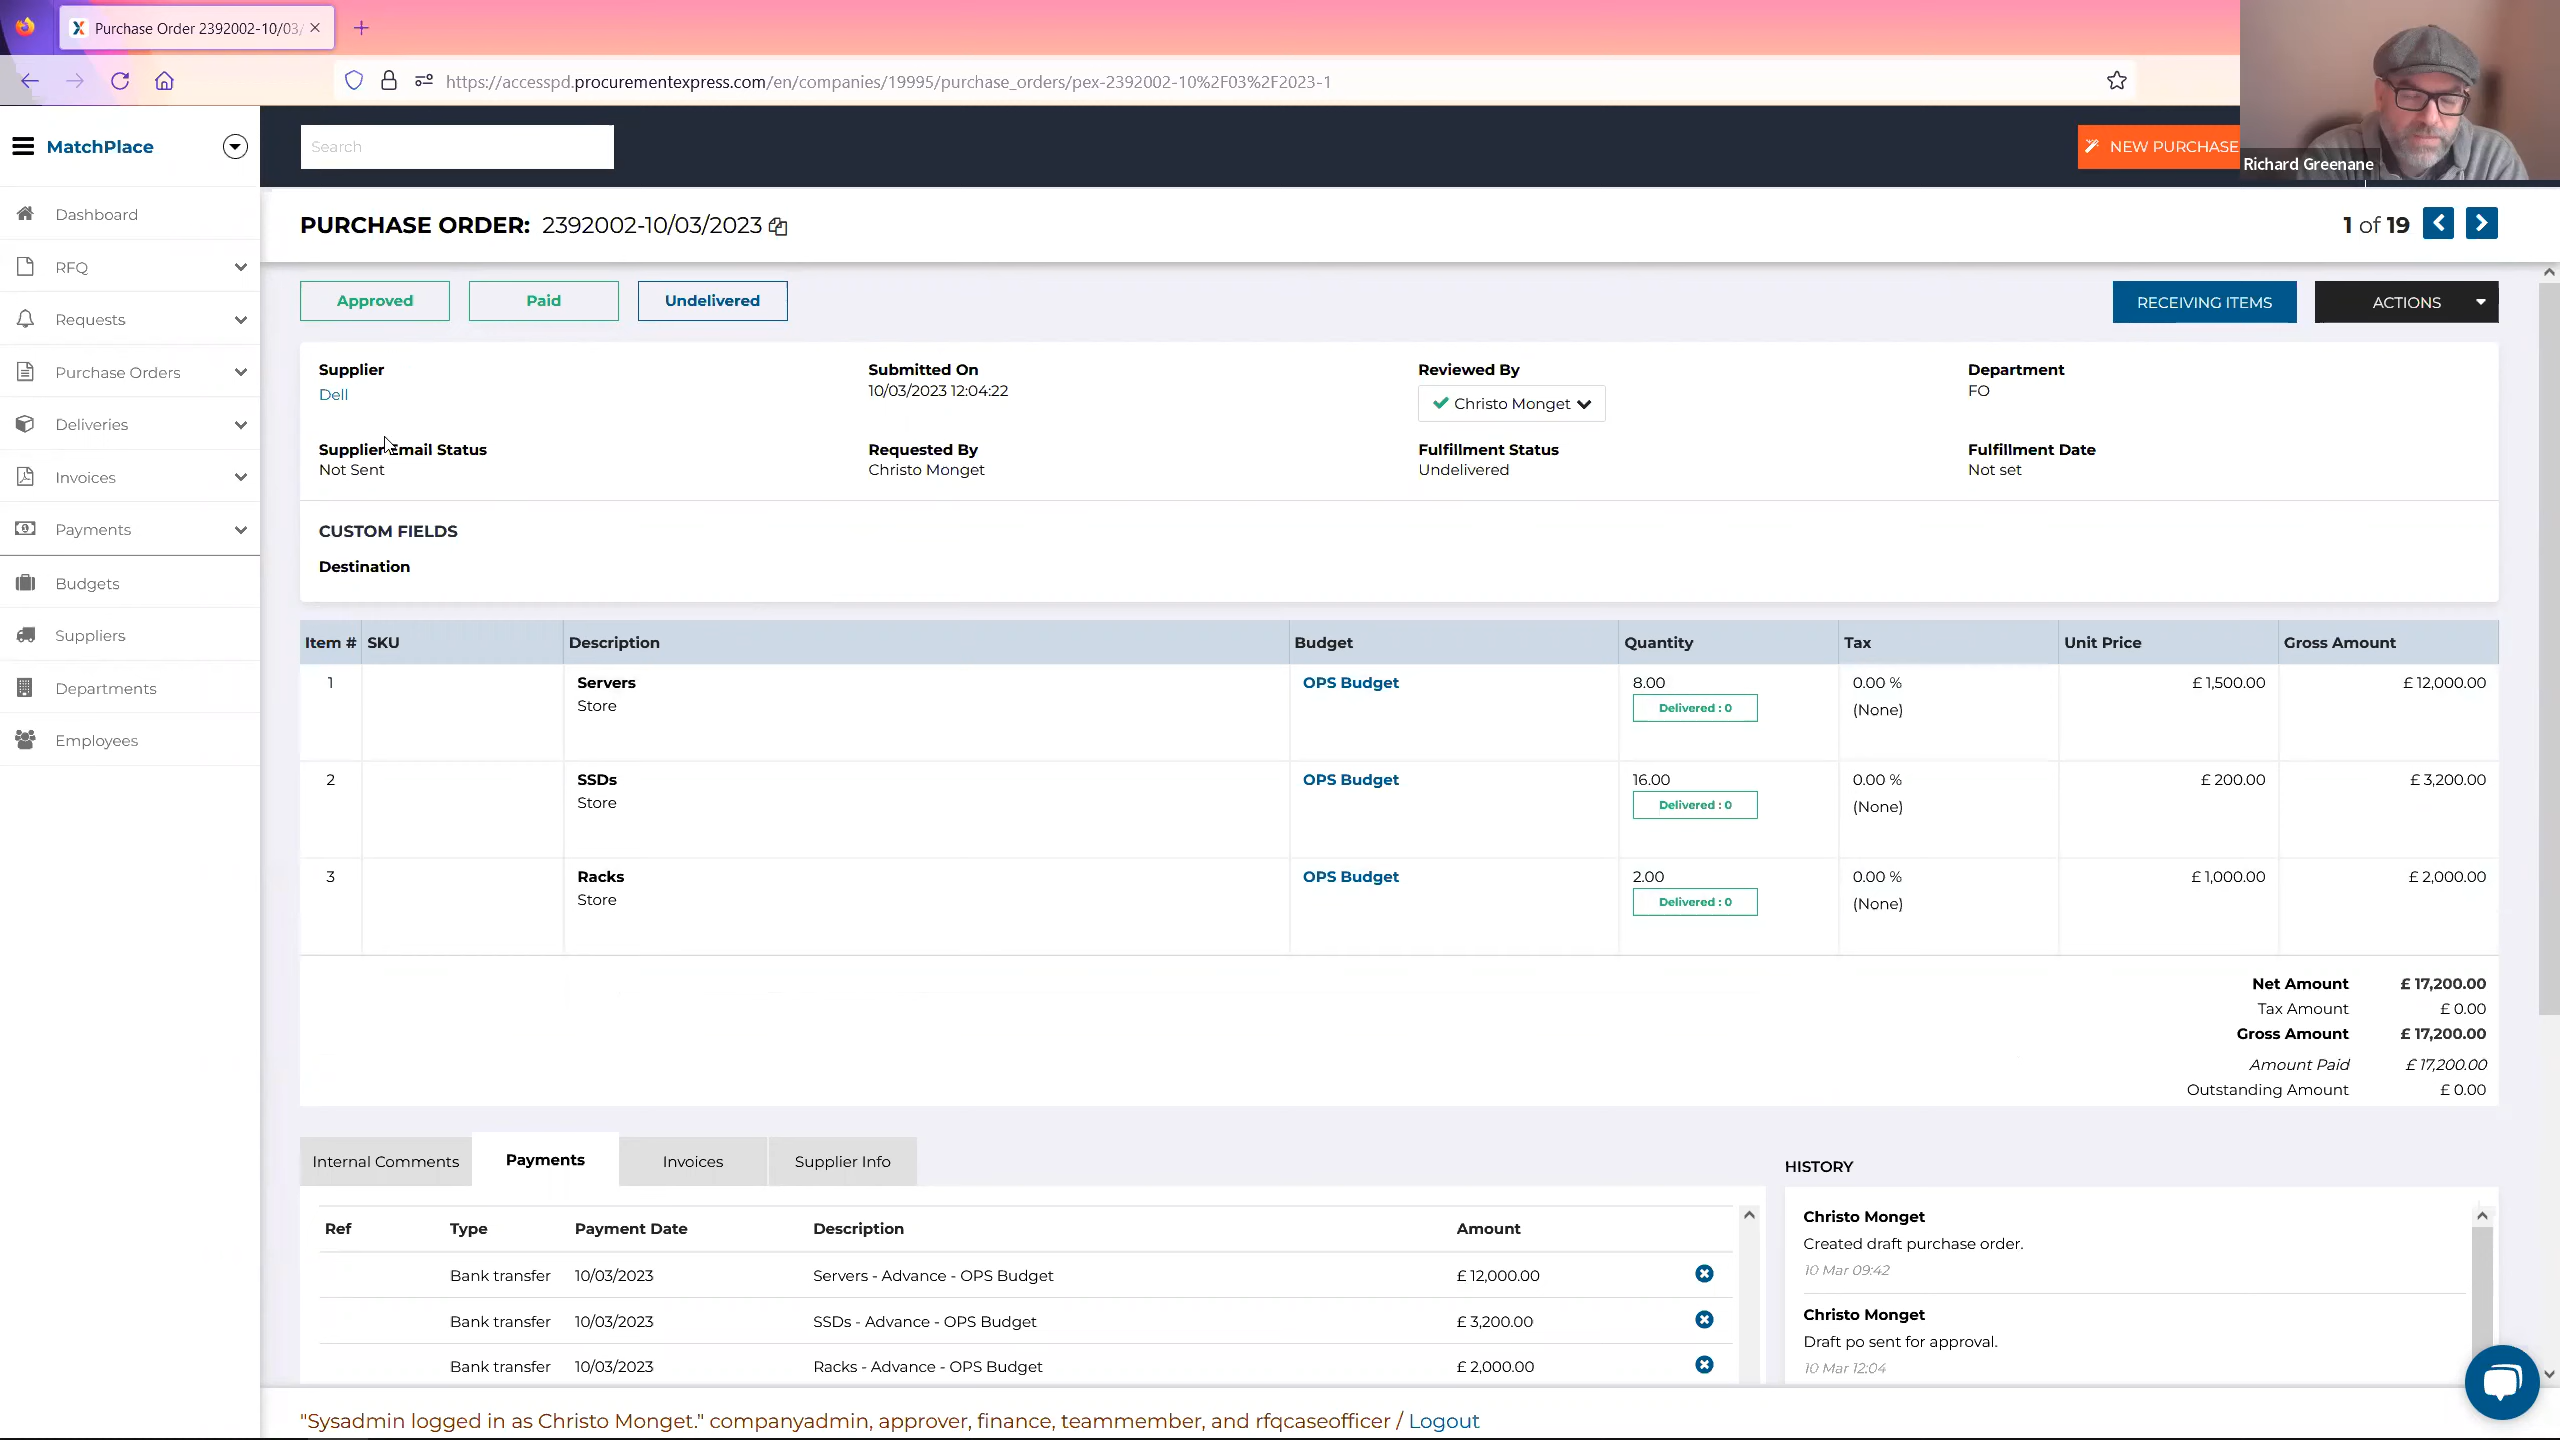 Purchase Order 2392002-10/03/
https://accesspd.procurementexpress.com/en/companies/19995/purchase_orders/pex-2392002-10%2F03%2F2023-1
MatchPlace
Search
NEW PURCHASE
Richard Greenane
Dashboard
RFQ
Requests
Purchase Orders
Deliveries
Invoices
Payments
Budgets
Suppliers
Departments
Employees
PURCHASE ORDER: 2392002-10/03/2023
1 of 19
Approved Paid Undelivered
RECEIVING ITEMS ACTIONS
Supplier Submitted On Reviewed By Department
Dell 10/03/2023 12:04:22 Christo Monget FO
Supplier Email Status Requested By Fulfillment Status Fulfillment Date
Not Sent Christo Monget Undelivered Not set
CUSTOM FIELDS
Destination
Item # SKU Description Budget Quantity Tax Unit Price Gross Amount
1 Servers OPS Budget 8.00 0.00 % £ 1,500.00 £ 12,000.00
Store Delivered : 0 (None)
2 SSDs OPS Budget 16.00 0.00 % £ 200.00 £ 3,200.00
Store Delivered : 0 (None)
3 Racks OPS Budget 2.00 0.00 % £ 1,000.00 £ 2,000.00
Store Delivered : 0 (None)
Net Amount £ 17,200.00
Tax Amount £ 0.00
Gross Amount £ 17,200.00
Amount Paid £ 17,200.00
Outstanding Amount £ 0.00
Internal Comments Payments Invoices Supplier Info
Ref Type Payment Date Description Amount
Bank transfer 10/03/2023 Servers - Advance - OPS Budget £ 12,000.00
Bank transfer 10/03/2023 SSDs - Advance - OPS Budget £ 3,200.00
Bank transfer 10/03/2023 Racks - Advance - OPS Budget £ 2,000.00
HISTORY
Christo Monget
Created draft purchase order.
10 Mar 09:42
Christo Monget
Draft po sent for approval.
10 Mar 12:04
"Sysadmin logged in as Christo Monget." companyadmin, approver, finance, teammember, and rfqcaseofficer / Logout